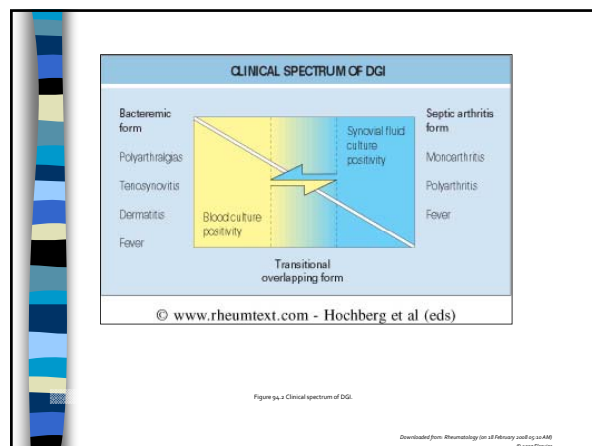 CLINICAL SPECTRUM OF DGI
Bacteremic
form
Polyarthralgias
Tenosynovitis
Dermatitis
Fever
Blood culture
positivity
Synovial fluid
culture
positivity
Transitional
overlapping form
Septic arthritis
form
Monoarthritis
Polyarthritis
Fever
© www.rheumtext.com - Hochberg et al (eds)
Figure 94.2 Clinical spectrum of DGI.
Downloaded from: Rheumatology (on 18 February 2008 05:20 AM)